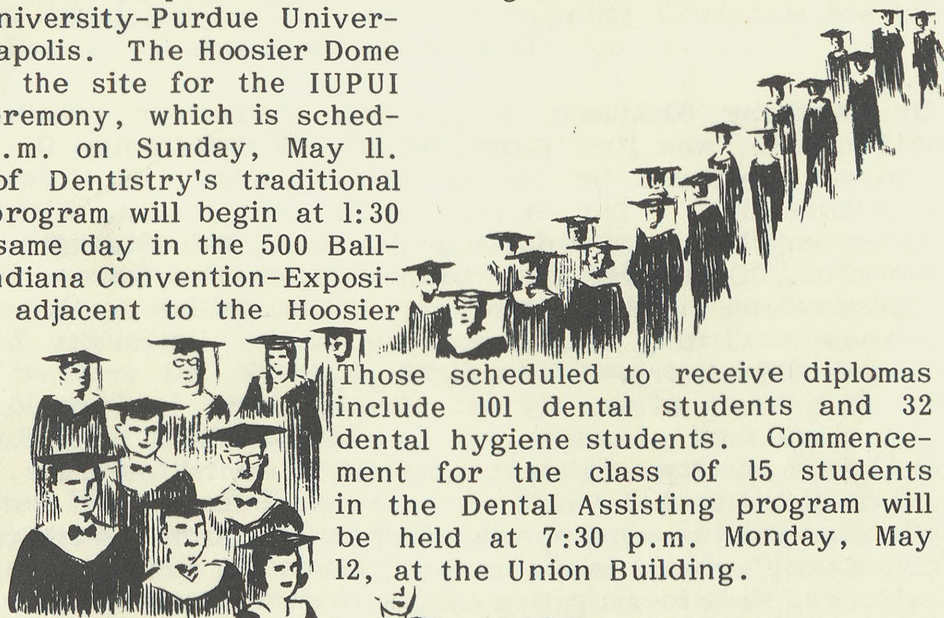 niversity-Purdue Univer-
apolis. The Hoosier Dome
the site for the IUPUI
eremony, which is sched-
.m. on Sunday, May 11.
of Dentistry's traditional
program will begin at 1:30
same day in the 500 Ball-
ndiana Convention-Exposi-
adjacent to the Hoosier
Those scheduled to receive diplomas
include 101 dental students and 32
dental hygiene students. Commence-
ment for the class of 15 students
in the Dental Assisting program will
be held at 7:30 p.m. Monday, May
12, at the Union Building.